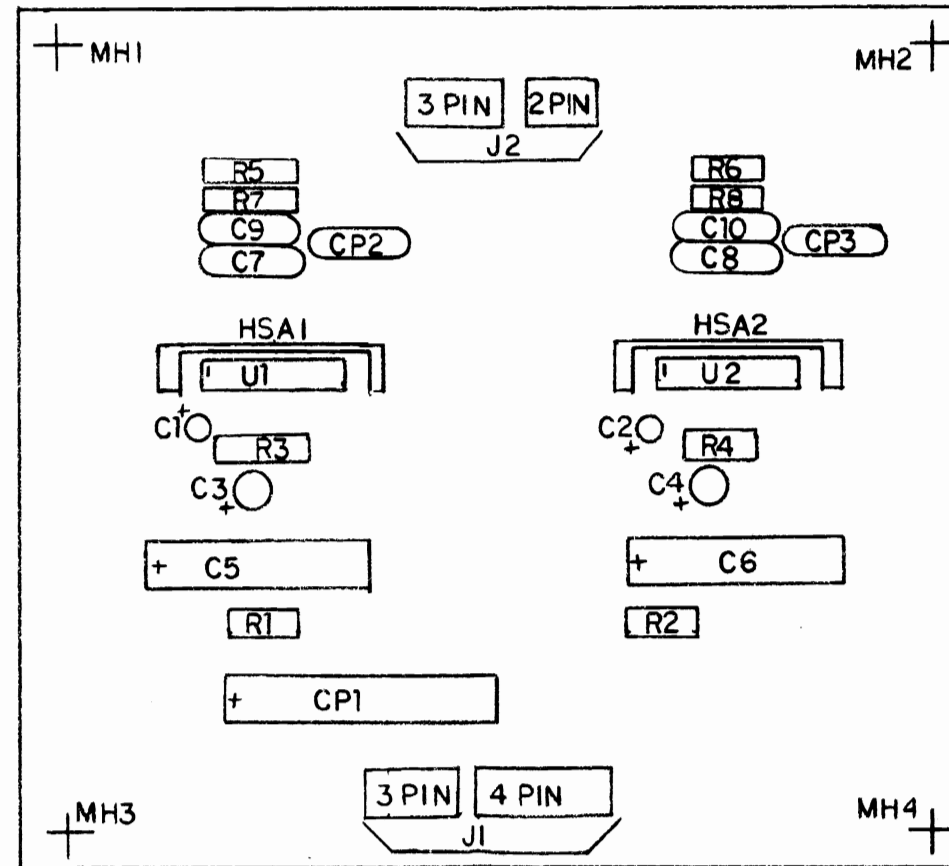 MH1
MH2
3 PIN
2 PIN
J2
R5
R6
R7
R8
C9
C10
CP2
CP3
C7
C8
HSA1
HSA2
U1
U2
C1+
C2+
R3
R4
C3+
C4+
+ C5
+ C6
R1
R2
+ CP1
3 PIN
4 PIN
J1
MH3
MH4